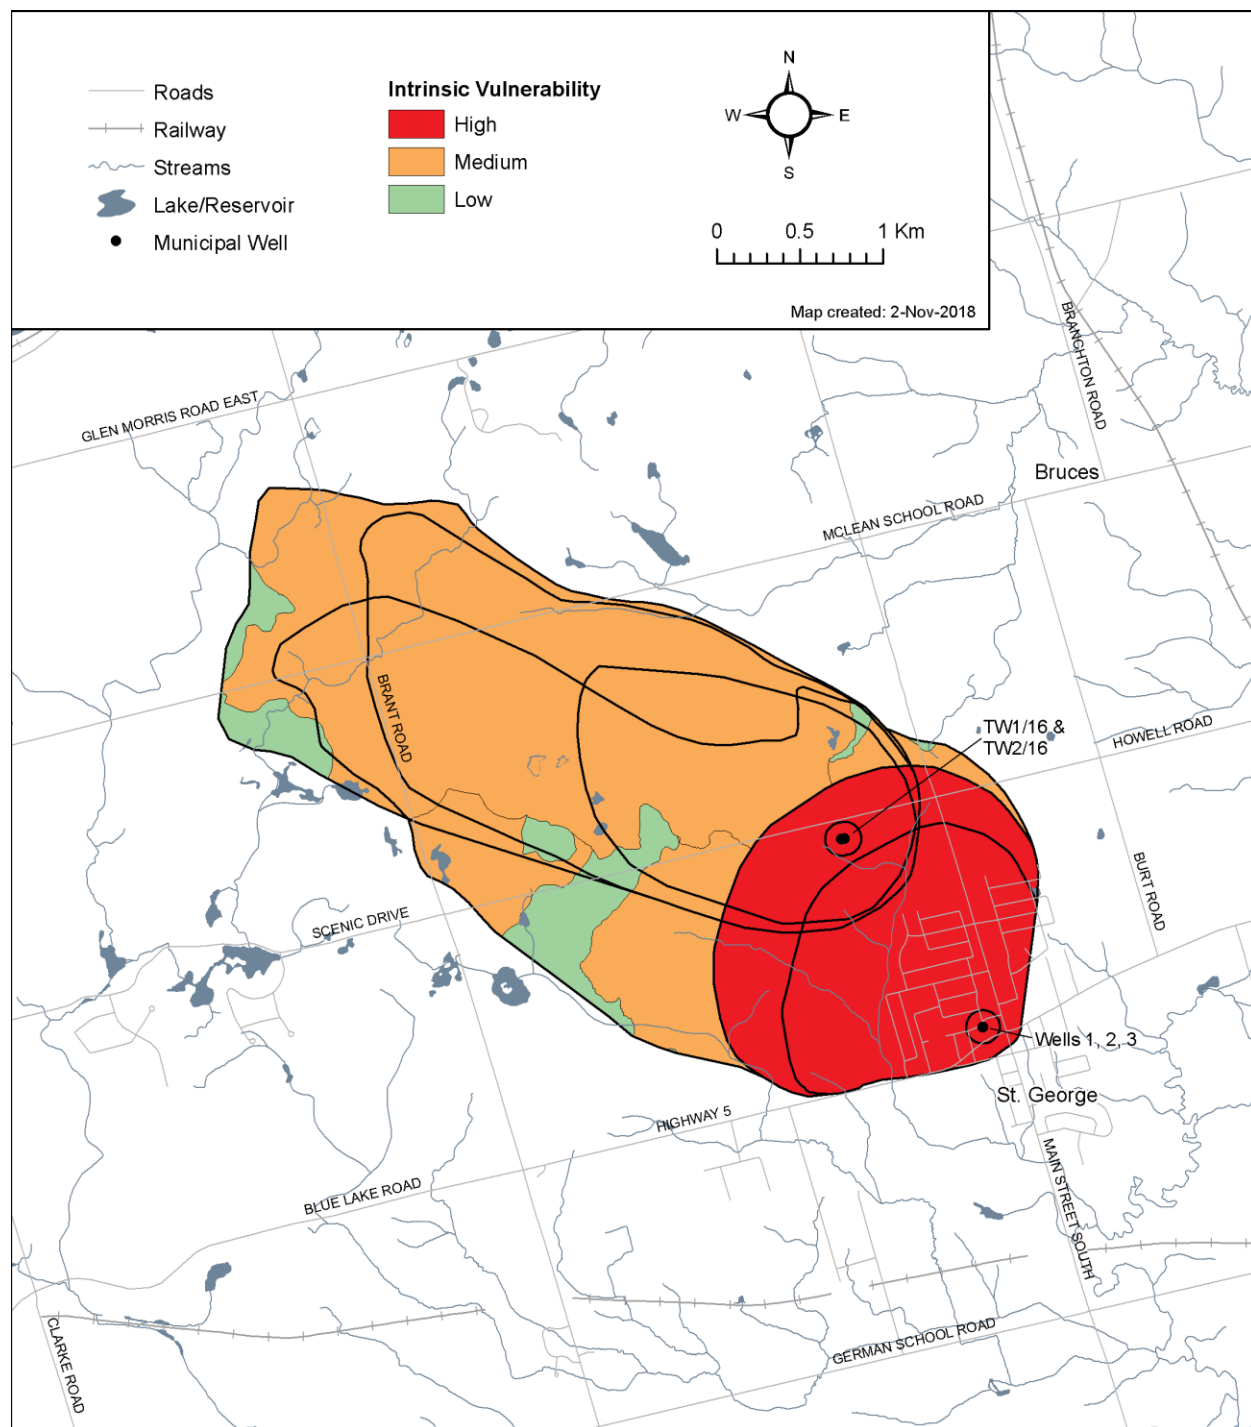 Roads
Railway
Streams
Lake/Reservoir
Municipal Well
Intrinsic Vulnerability
High
Medium
Low
N
W
E
S
0 0.5 1 Km
Map created: 2-Nov-2018
BRANCHTON ROAD
GLEN MORRIS ROAD EAST
Bruces
MCLEAN SCHOOL ROAD
BRANT ROAD
TW1/16 &
TW2/16
HOWELL ROAD
BURT ROAD
SCENIC DRIVE
Wells 1, 2, 3
St. George
HIGHWAY 5
MAIN STREET SOUTH
BLUE LAKE ROAD
CLARKE ROAD
GERMAN SCHOOL ROAD